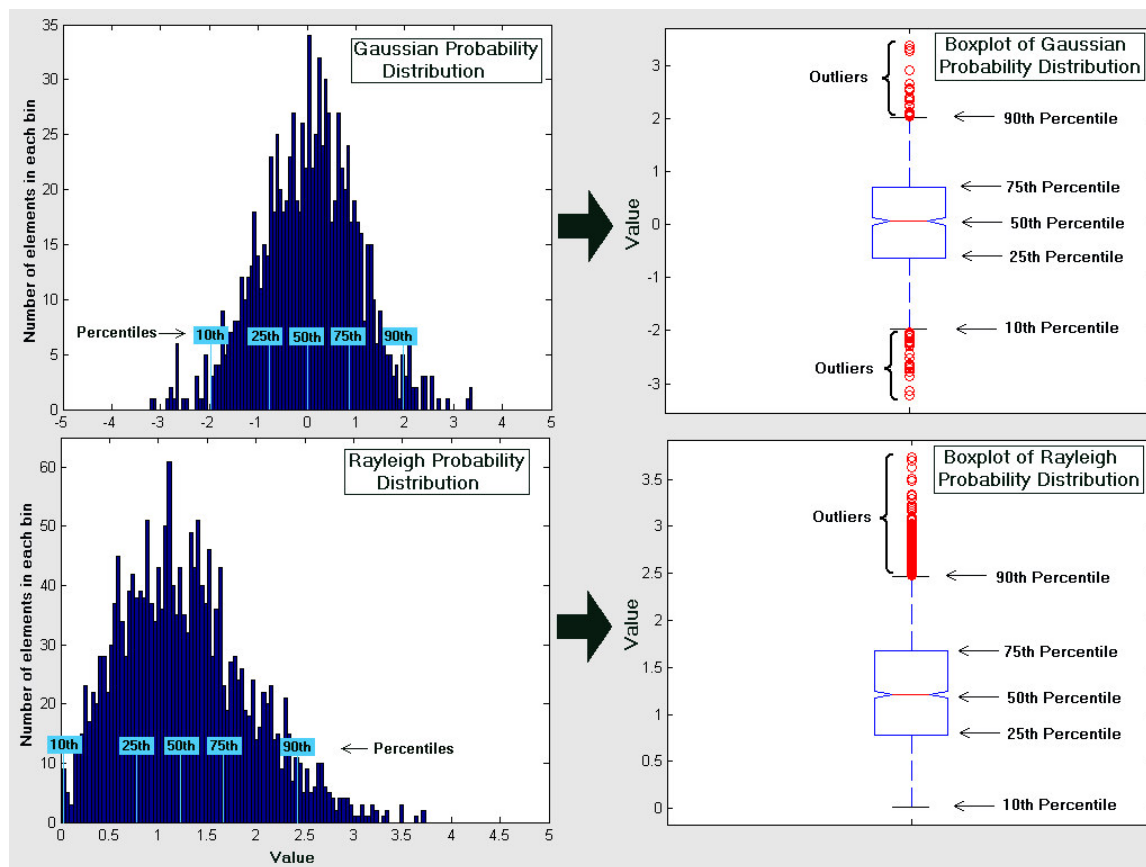 Gaussian Probability
Distribution
Number of elements in each bin
35
30
25
20
15
10
5
0
Percentiles
10th
25th
50th
75th
90th
-5
-4
-3
-2
-1
0
1
2
3
4
5
Boxplot of Gaussian
Probability Distribution
Value
3
2
1
0
-1
-2
-3
Outliers
90th Percentile
75th Percentile
50th Percentile
25th Percentile
10th Percentile
Outliers
Rayleigh Probability
Distribution
Number of elements in each bin
60
50
40
30
20
10
0
10th
25th
50th
75th
90th
Percentiles
0
0.5
1
1.5
2
2.5
3
3.5
4
4.5
5
Value
Boxplot of Rayleigh
Probability Distribution
Value
3.5
3
2.5
2
1.5
1
0.5
0
Outliers
90th Percentile
75th Percentile
50th Percentile
25th Percentile
10th Percentile